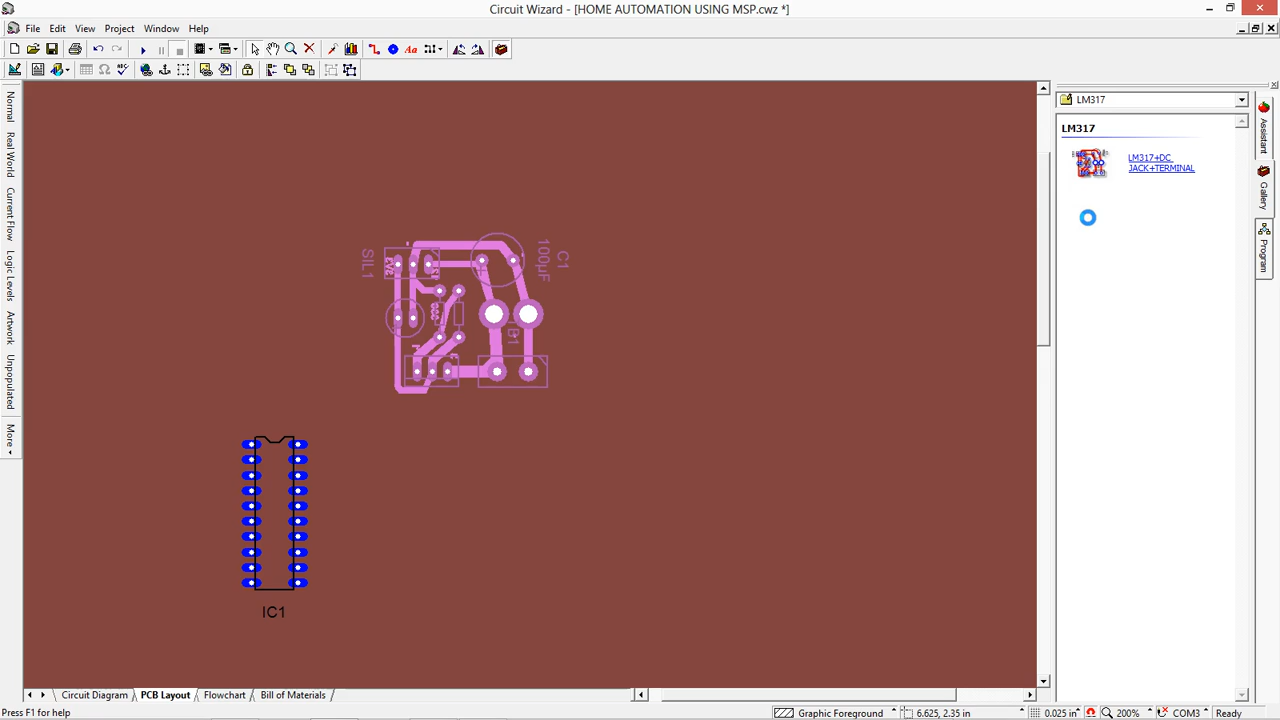 Circuit Wizard - [HOME AUTOMATION USING MSP.cwz *]
File Edit View Project Window Help
Aa
Normal
Real World
Current Flow
Logic Levels
Artwork
Unpopulated
More
LM317
LM317
LM317+DC
JACK+TERMINAL
Assistant
Gallery
Program
SIL1
C1
100µF
B1
IC1
Circuit Diagram PCB Layout Flowchart Bill of Materials
Press F1 for help
Graphic Foreground
6.625, 2.35 in
0.025 in
200%
COM3
Ready